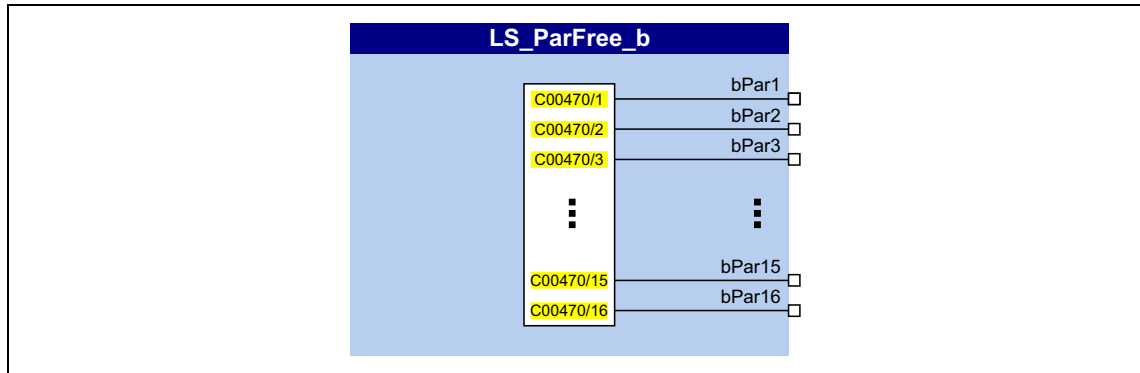 LS_ParFree_b
C00470/1 bPar1
C00470/2 bPar2
C00470/3 bPar3
C00470/15 bPar15
C00470/16 bPar16